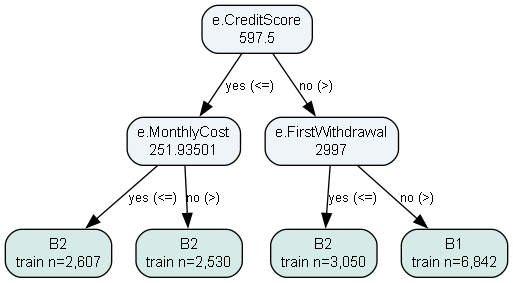 e.CreditScore
597.5
yes (<=)
no (>)
e.MonthlyCost
251.93501
e.FirstWithdrawal
2997
yes (<=)
no (>)
yes (<=)
no (>)
B2
train n=2,607
B2
train n=2,530
B2
train n=3,050
B1
train n=6,842